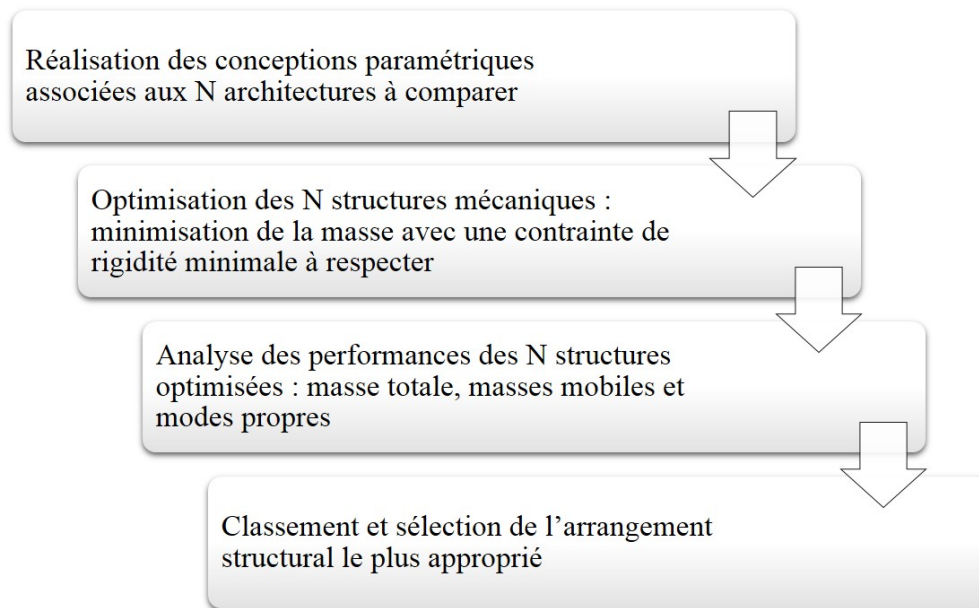 Réalisation des conceptions paramétriques
associées aux N architectures à comparer
Optimisation des N structures mécaniques :
minimisation de la masse avec une contrainte de
rigidité minimale à respecter
Analyse des performances des N structures
optimisées : masse totale, masses mobiles et
modes propres
Classement et sélection de l’arrangement
structural le plus approprié